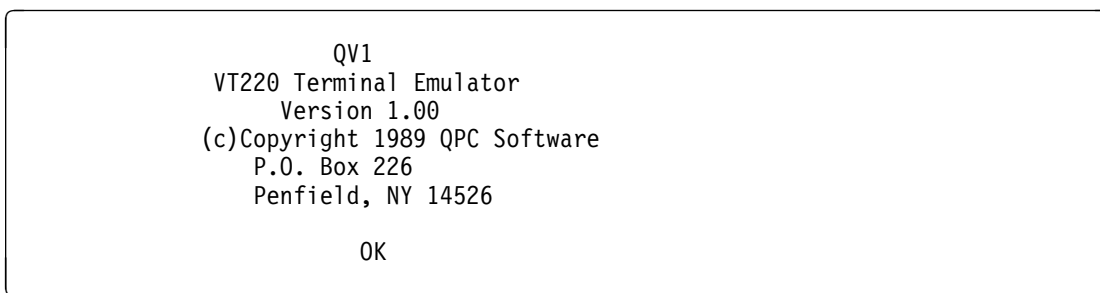 QV1
VT220 Terminal Emulator
Version 1.00
(c)Copyright 1989 QPC Software
P.O. Box 226
Penfield, NY 14526
OK